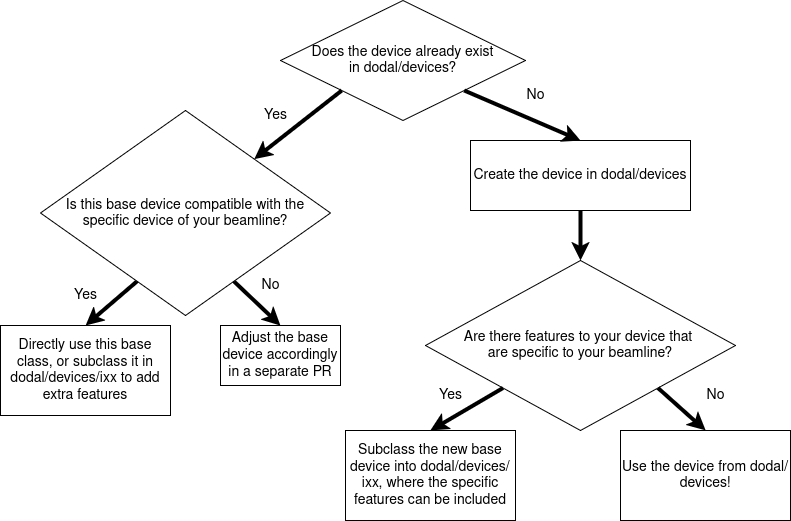 Does the device already exist
in dodal/devices?
Yes
No
Is this base device compatible with the
specific device of your beamline?
Create the device in dodal/devices
Yes
No
Directly use this base
class, or subclass it in
dodal/devices/ixx to add
extra features
Adjust the base
device accordingly
in a separate PR
Are there features to your device that
are specific to your beamline?
Yes
No
Subclass the new base
device into dodal/devices/
ixx, where the specific
features can be included
Use the device from dodal/
devices!